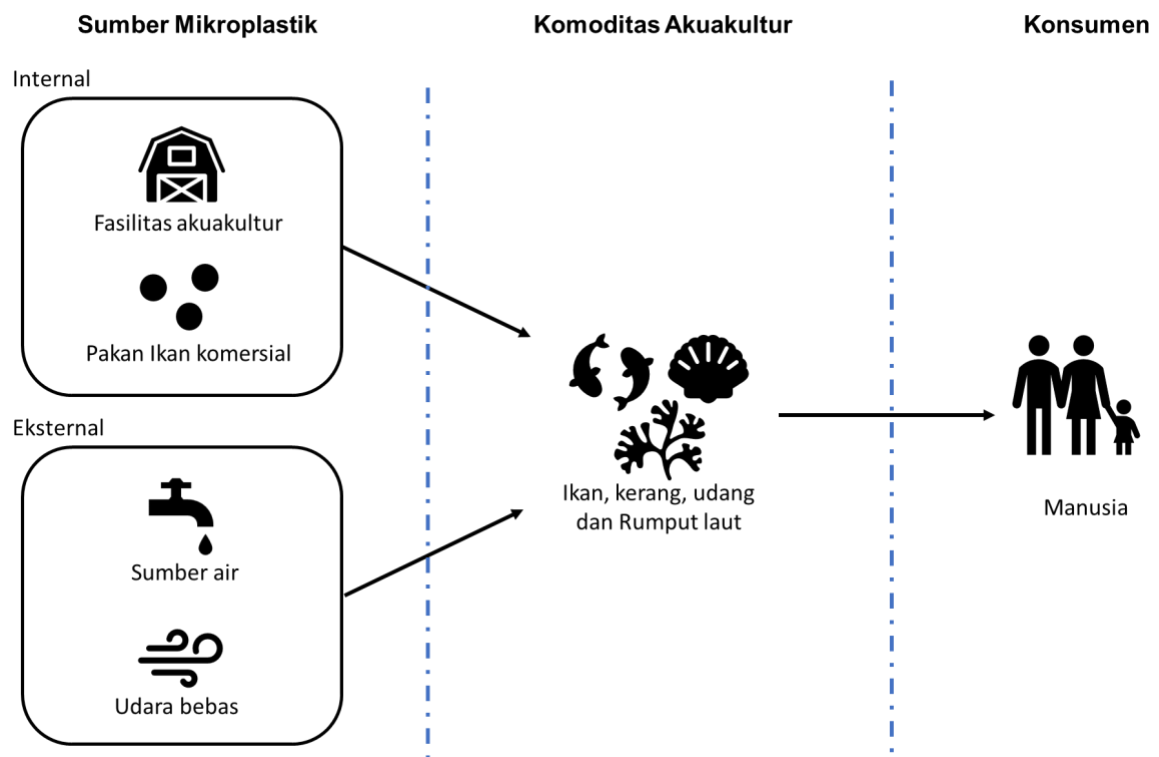 Sumber Mikroplastik
Komoditas Akuakultur
Konsumen
Internal
Fasilitas akuakultur
Pakan Ikan komersial
Eksternal
Sumber air
Udara bebas
Ikan, kerang, udang
dan Rumput laut
Manusia